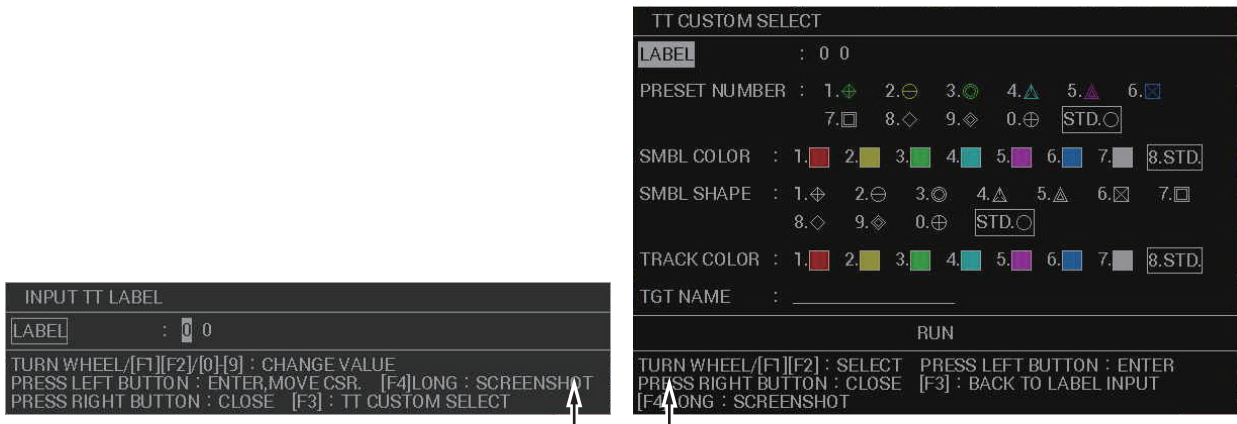 INPUT TT LABEL
LABEL : 0 0
TURN WHEEL/[F1][F2]/[0]-[9] : CHANGE VALUE
PRESS LEFT BUTTON : ENTER,MOVE CSR. [F4]LONG : SCREENSHOT
PRESS RIGHT BUTTON : CLOSE [F3] : TT CUSTOM SELECT
TT CUSTOM SELECT
LABEL : 0 0
PRESET NUMBER : 1. 2. 3. 4. 5. 6.
7. 8. 9. 0. STD.
SMBL COLOR : 1. 2. 3. 4. 5. 6. 7. 8.STD.
SMBL SHAPE : 1. 2. 3. 4. 5. 6. 7.
8. 9. 0. STD.
TRACK COLOR : 1. 2. 3. 4. 5. 6. 7. 8.STD.
TGT NAME :
RUN
TURN WHEEL/[F1][F2] : SELECT PRESS LEFT BUTTON : ENTER
PRESS RIGHT BUTTON : CLOSE [F3] : BACK TO LABEL INPUT
[F4]LONG : SCREENSHOT